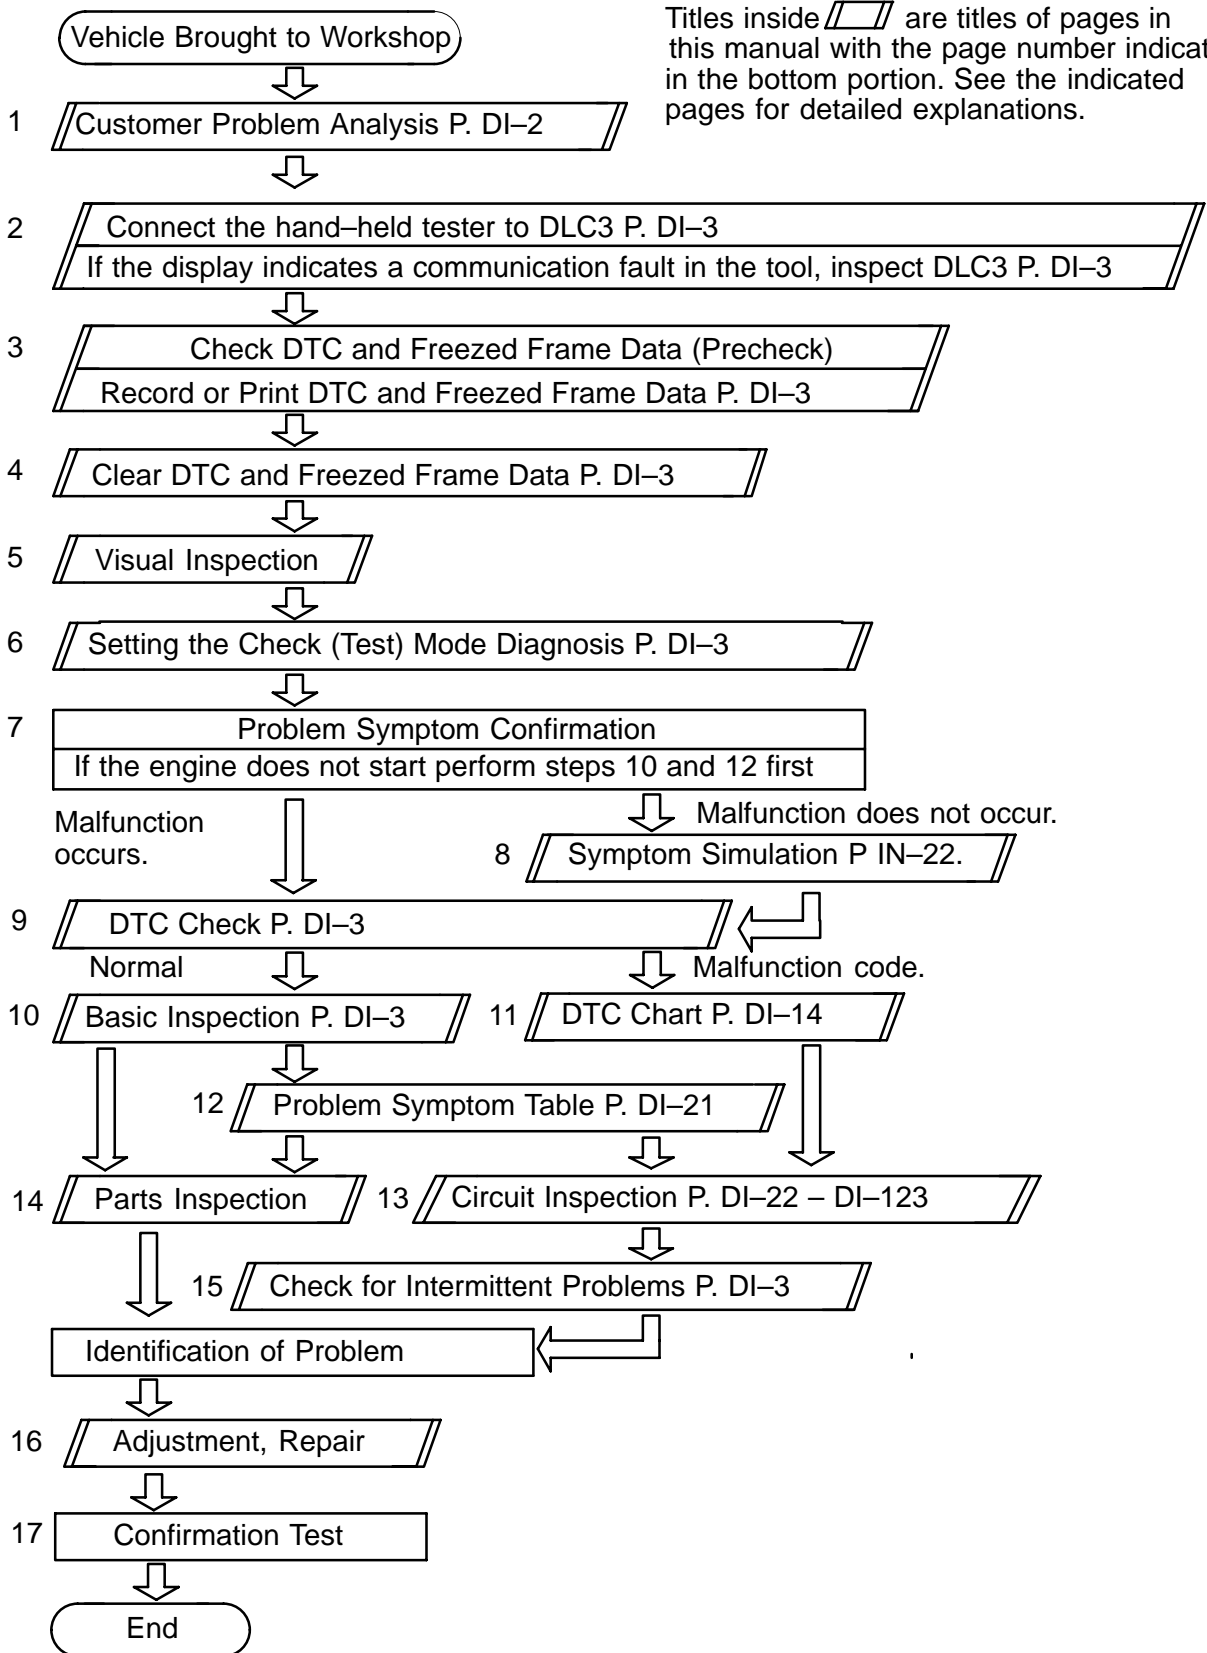 Vehicle Brought to Workshop
Titles inside are titles of pages in
this manual with the page number indicat
in the bottom portion. See the indicated
pages for detailed explanations.
1 Customer Problem Analysis P. DI–2
2 Connect the hand–held tester to DLC3 P. DI–3
If the display indicates a communication fault in the tool, inspect DLC3 P. DI–3
3 Check DTC and Freezed Frame Data (Precheck)
Record or Print DTC and Freezed Frame Data P. DI–3
4 Clear DTC and Freezed Frame Data P. DI–3
5 Visual Inspection
6 Setting the Check (Test) Mode Diagnosis P. DI–3
7 Problem Symptom Confirmation
If the engine does not start perform steps 10 and 12 first
Malfunction
occurs.
Malfunction does not occur.
8 Symptom Simulation P IN–22.
9 DTC Check P. DI–3
Normal
Malfunction code.
10 Basic Inspection P. DI–3
11 DTC Chart P. DI–14
12 Problem Symptom Table P. DI–21
14 Parts Inspection
13 Circuit Inspection P. DI–22 – DI–123
15 Check for Intermittent Problems P. DI–3
Identification of Problem
16 Adjustment, Repair
17 Confirmation Test
End